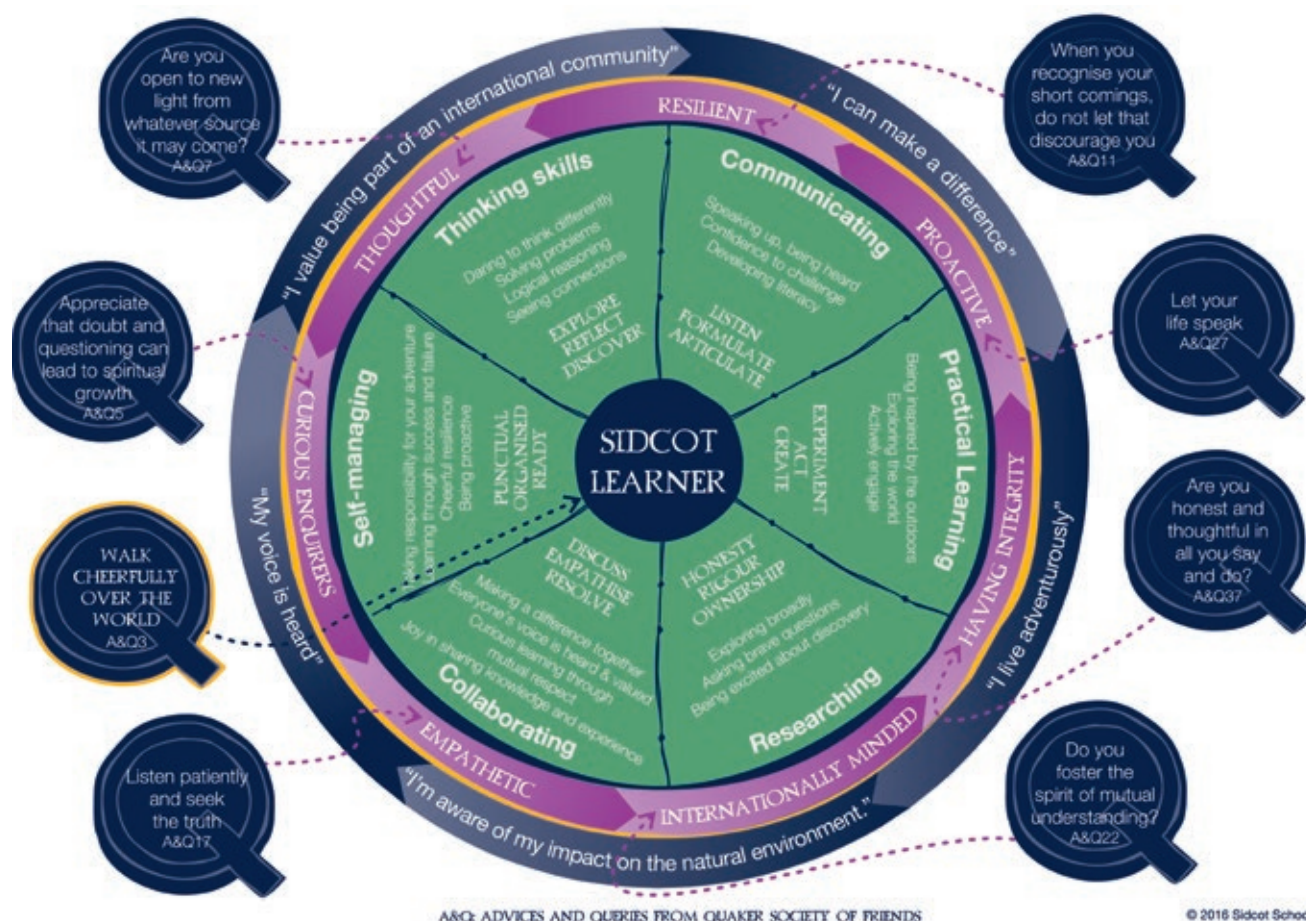 Are you
open to new
light from
whatever source
it may come?
A&Q7
When you
recognise your
short comings,
do not let that
discourage you
A&Q11
Appreciate
that doubt and
questioning can
lead to spiritual
growth
A&Q5
Let your
life speak
A&Q27
WALK
CHEERFULLY
OVER THE
WORLD
A&Q3
Are you
honest and
thoughtful in
all you say
and do?
A&Q37
Listen patiently
and seek
the truth
A&Q17
Do you
foster the
spirit of mutual
understanding?
A&Q22
"I value being part of an international community"
"I can make a difference"
"I live adventurously"
"I'm aware of my impact on the natural environment."
"My voice is heard"
RESILIENT
PROACTIVE
HAVING INTEGRITY
INTERNATIONALLY MINDED
EMPATHETIC
CURIOUS ENQUIRERS
THOUGHTFUL
Thinking skills
Daring to think differently
Solving problems
Logical reasoning
Seeing connections
EXPLORE
REFLECT
DISCOVER
Communicating
Speaking up, being heard
Confidence to challenge
Developing literacy
LISTEN
FORMULATE
ARTICULATE
Practical Learning
Being inspired by the outdoors
Exploring the world
Actively engage
EXPERIMENT
ACT
CREATE
Researching
HONESTY
RIGOUR
OWNERSHIP
Exploring broadly
Asking brave questions
Being excited about discovery
Collaborating
DISCUSS
EMPATHISE
RESOLVE
Making a difference together
Everyone's voice is heard & valued
Curious learning through
mutual respect
Joy in sharing knowledge and experience
Self-managing
responsibility for your adventure
through success and failure
Cheerful resilience
Being proactive
PUNCTUAL
ORGANISED
READY
SIDCOT
LEARNER
A&Q: ADVICES AND QUERIES FROM QUAKER SOCIETY OF FRIENDS
© 2016 Sidcot